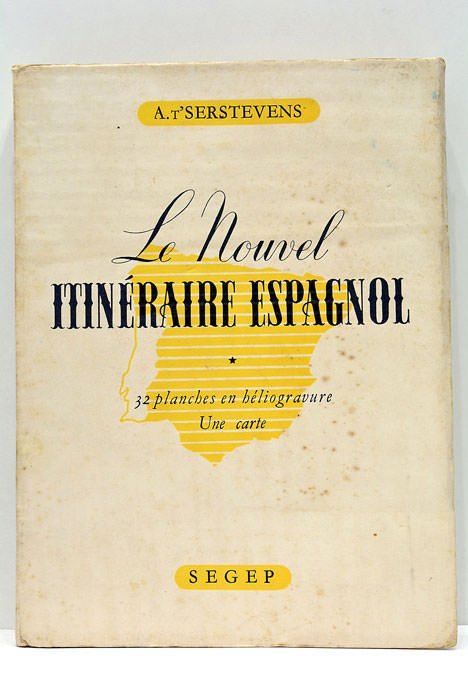 A. T'SERSTEVENS
Le Nouvel
ITINÉRAIRE ESPAGNOL
32 planches en héliogravure
Une carte
SEGEP